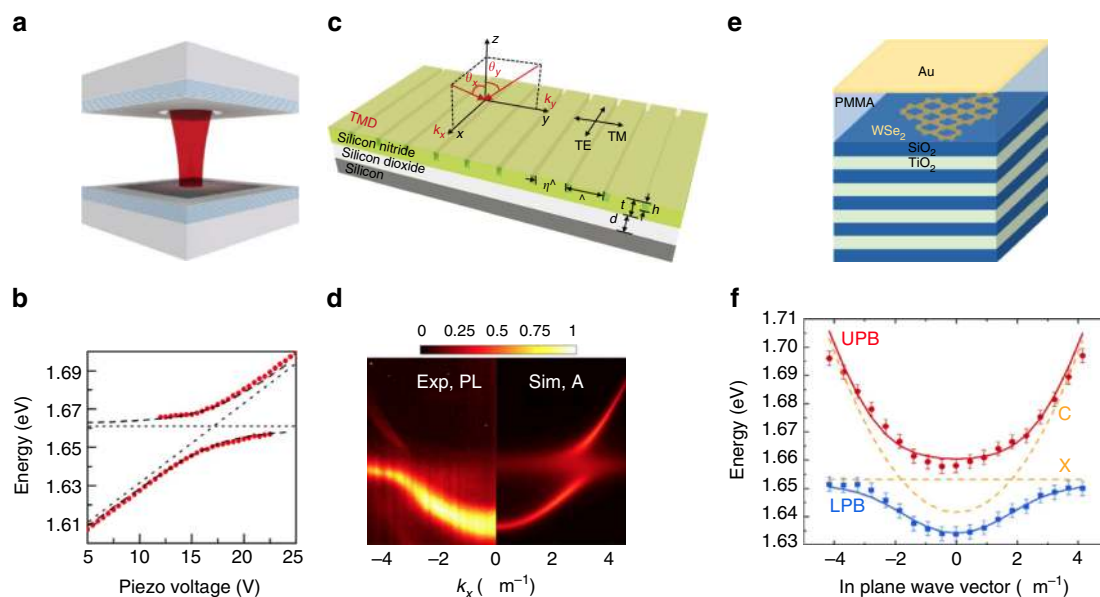 a
c
z
θx
θy
ky
kx
x
y
TMD
TM
TE
Silicon nitride
Silicon dioxide
Silicon
η^
^
t
h
d
e
Au
PMMA
WSe2
SiO2
TiO2
b
1.69
1.67
1.65
1.63
1.61
Energy (eV)
5
10
15
20
25
Piezo voltage (V)
d
0
0.25
0.5
0.75
1
Exp, PL
Sim, A
−4
−2
0
2
4
kx ( m−1)
f
1.71
1.70
1.69
1.68
1.67
1.66
1.65
1.64
1.63
Energy (eV)
UPB
C
X
LPB
−4
−2
0
2
4
In plane wave vector ( m−1)